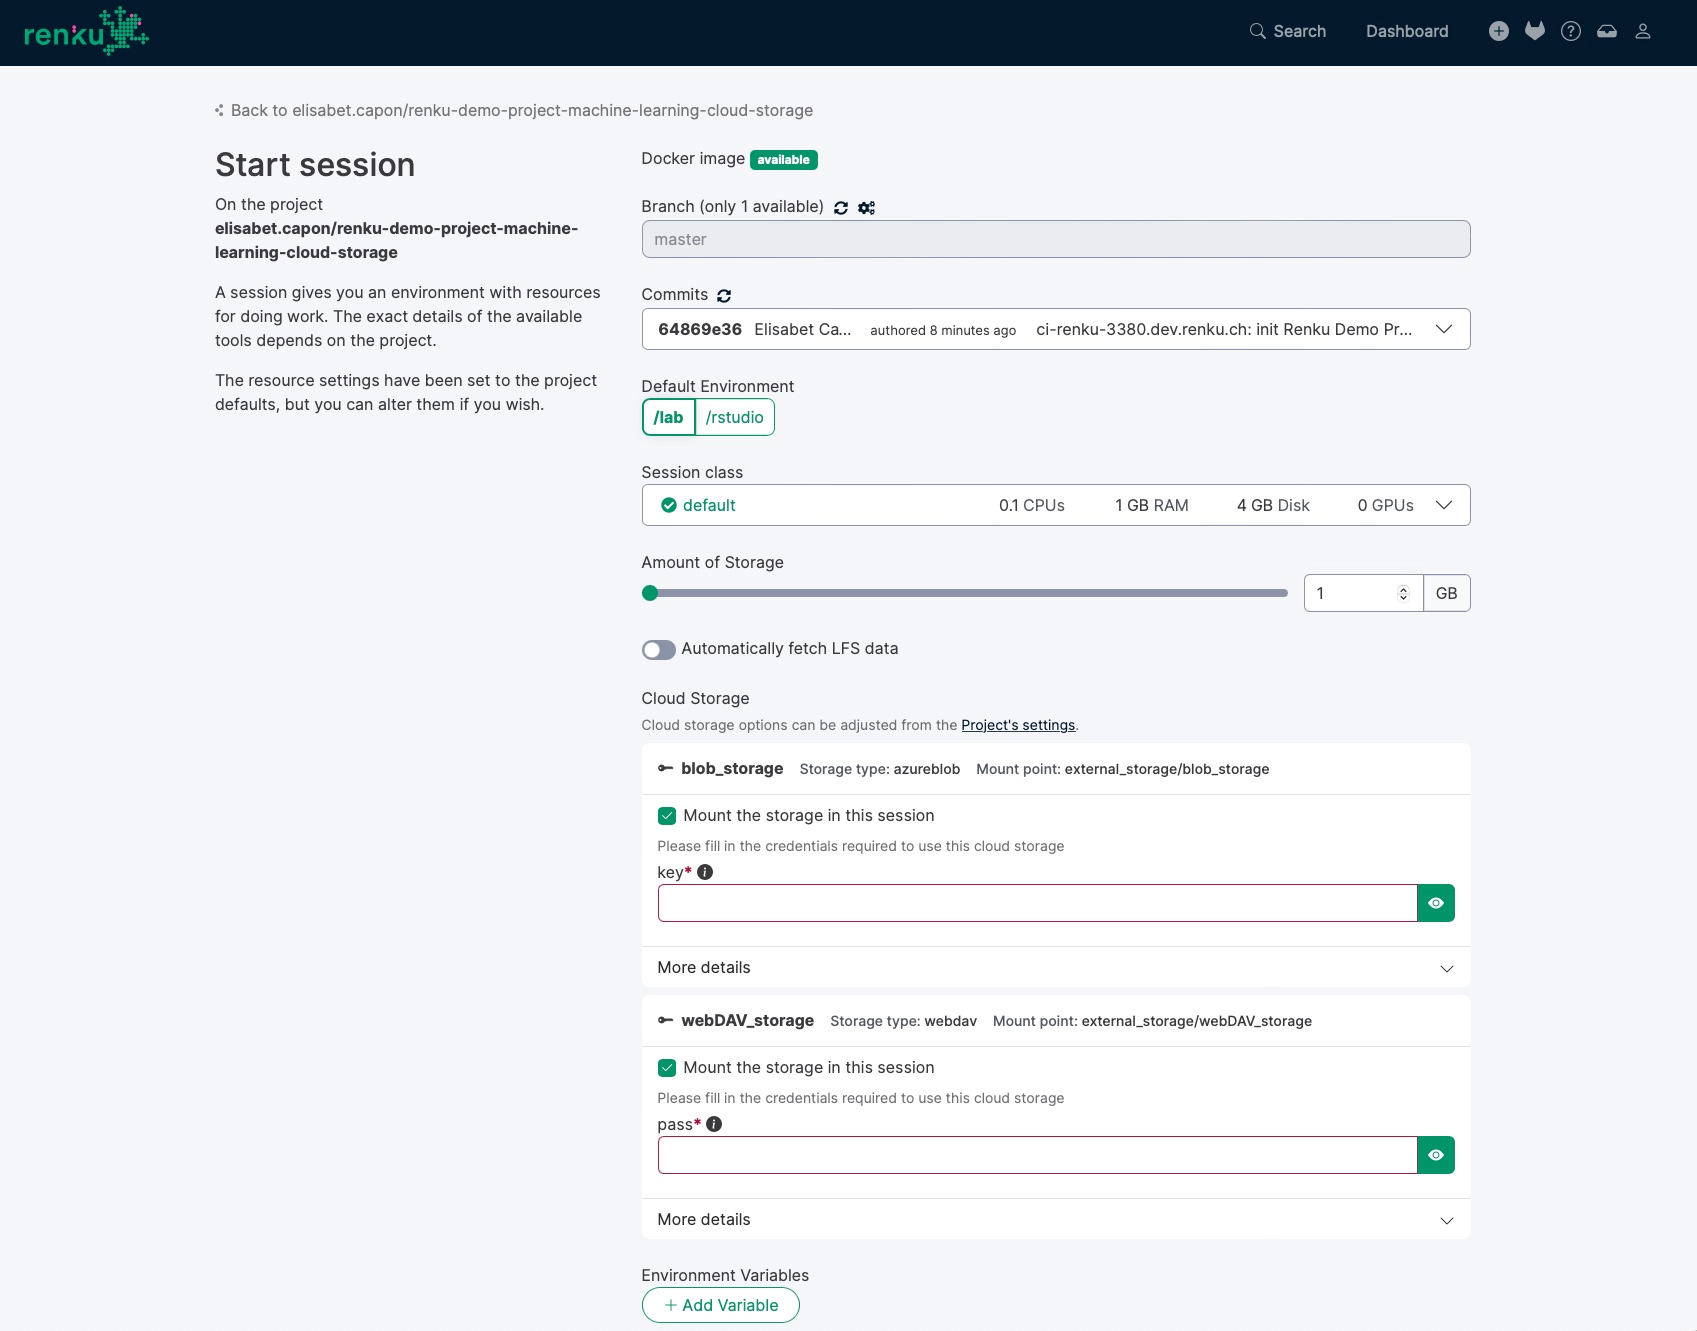 renku
Search
Dashboard
Back to elisabet.capon/renku-demo-project-machine-learning-cloud-storage
Start session
On the project
elisabet.capon/renku-demo-project-machine-
learning-cloud-storage
A session gives you an environment with resources
for doing work. The exact details of the available
tools depends on the project.
The resource settings have been set to the project
defaults, but you can alter them if you wish.
Docker image available
Branch (only 1 available)
master
Commits
64869e36 Elisabet Ca... authored 8 minutes ago ci-renku-3380.dev.renku.ch: init Renku Demo Pr...
Default Environment
/lab /rstudio
Session class
default 0.1 CPUs 1 GB RAM 4 GB Disk 0 GPUs
Amount of Storage
1 GB
Automatically fetch LFS data
Cloud Storage
Cloud storage options can be adjusted from the Project's settings.
blob_storage Storage type: azureblob Mount point: external_storage/blob_storage
Mount the storage in this session
Please fill in the credentials required to use this cloud storage
key*
More details
webDAV_storage Storage type: webdav Mount point: external_storage/webDAV_storage
Mount the storage in this session
Please fill in the credentials required to use this cloud storage
pass*
More details
Environment Variables
+ Add Variable